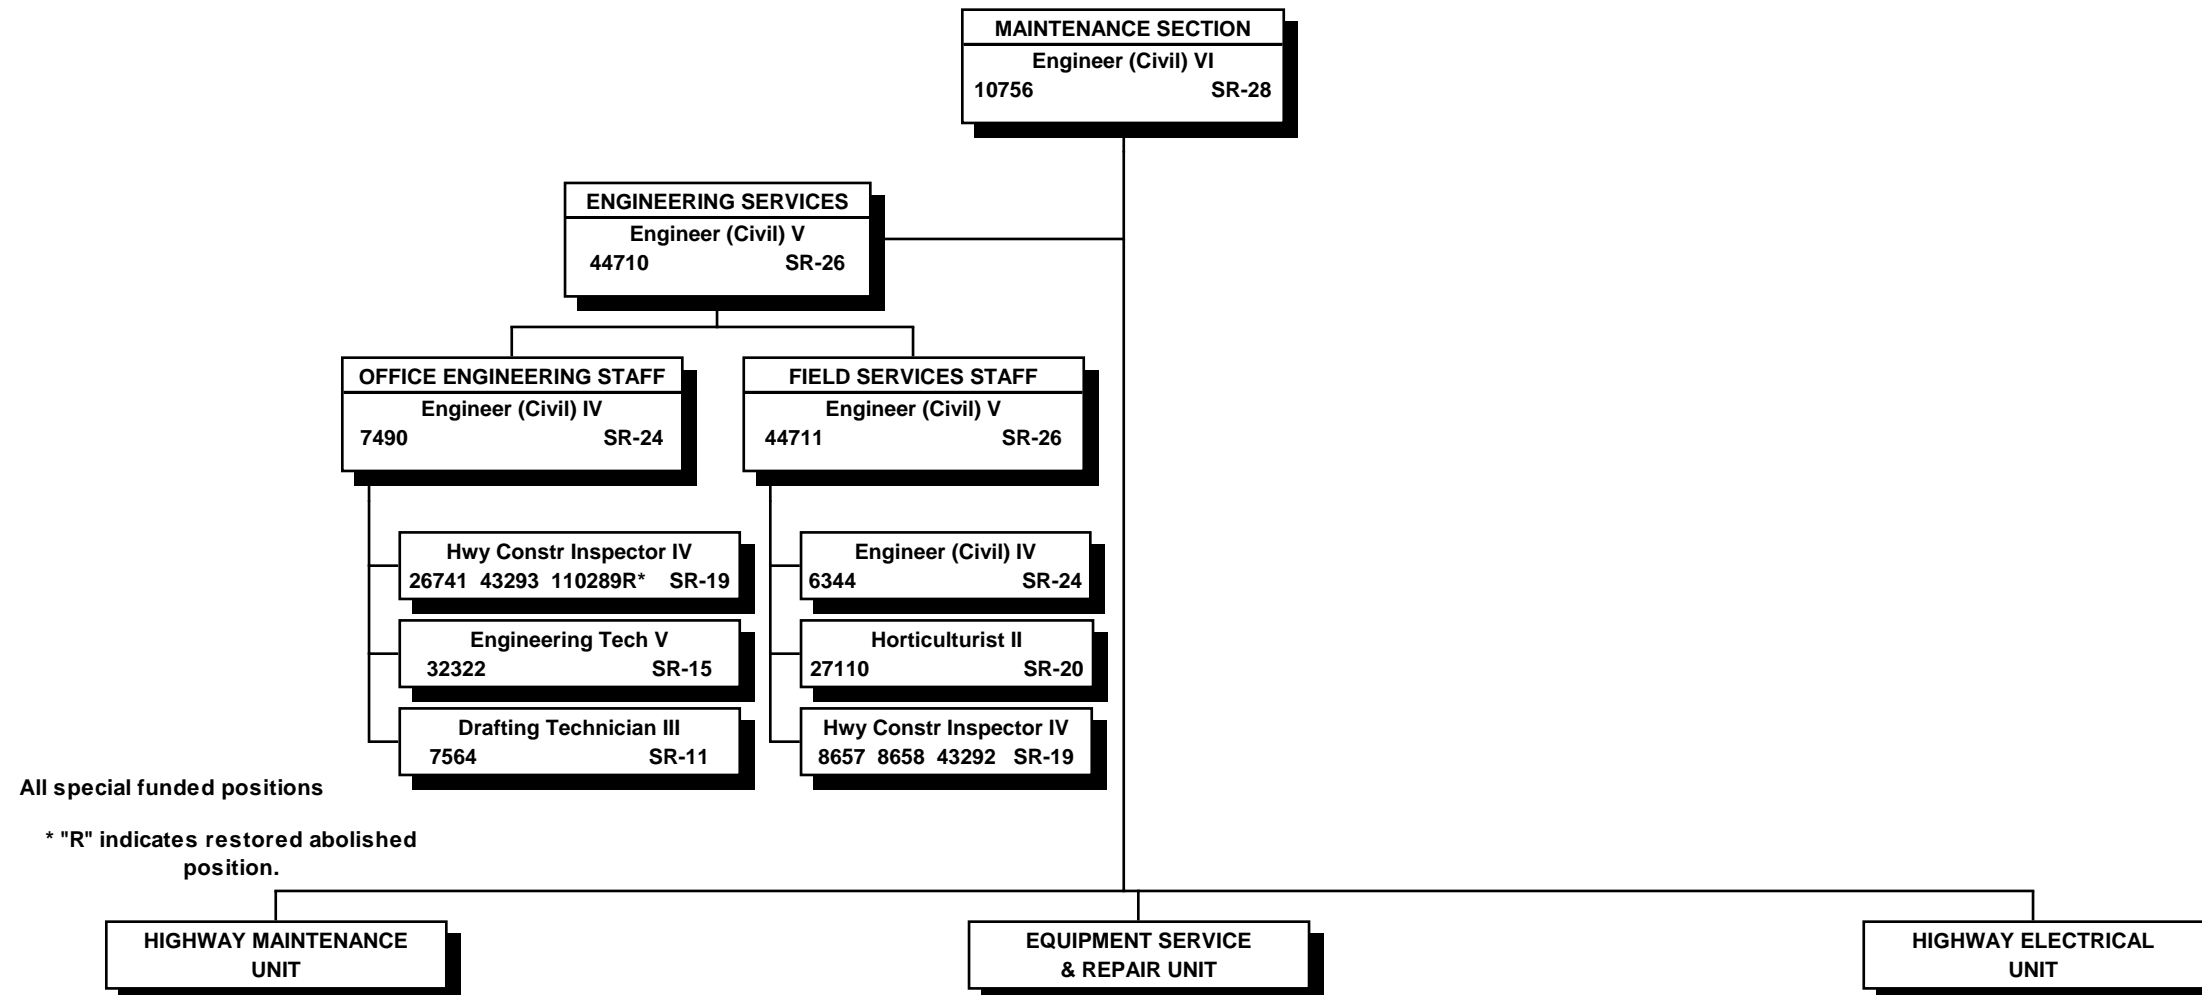 MAINTENANCE SECTION
Engineer (Civil) VI
10756 SR-28
ENGINEERING SERVICES
Engineer (Civil) V
44710 SR-26
OFFICE ENGINEERING STAFF
Engineer (Civil) IV
7490 SR-24
FIELD SERVICES STAFF
Engineer (Civil) V
44711 SR-26
Hwy Constr Inspector IV
26741 43293 110289R* SR-19
Engineering Tech V
32322 SR-15
Drafting Technician III
7564 SR-11
Engineer (Civil) IV
6344 SR-24
Horticulturist II
27110 SR-20
Hwy Constr Inspector IV
8657 8658 43292 SR-19
All special funded positions
* "R" indicates restored abolished
position.
HIGHWAY MAINTENANCE
UNIT
EQUIPMENT SERVICE
& REPAIR UNIT
HIGHWAY ELECTRICAL
UNIT